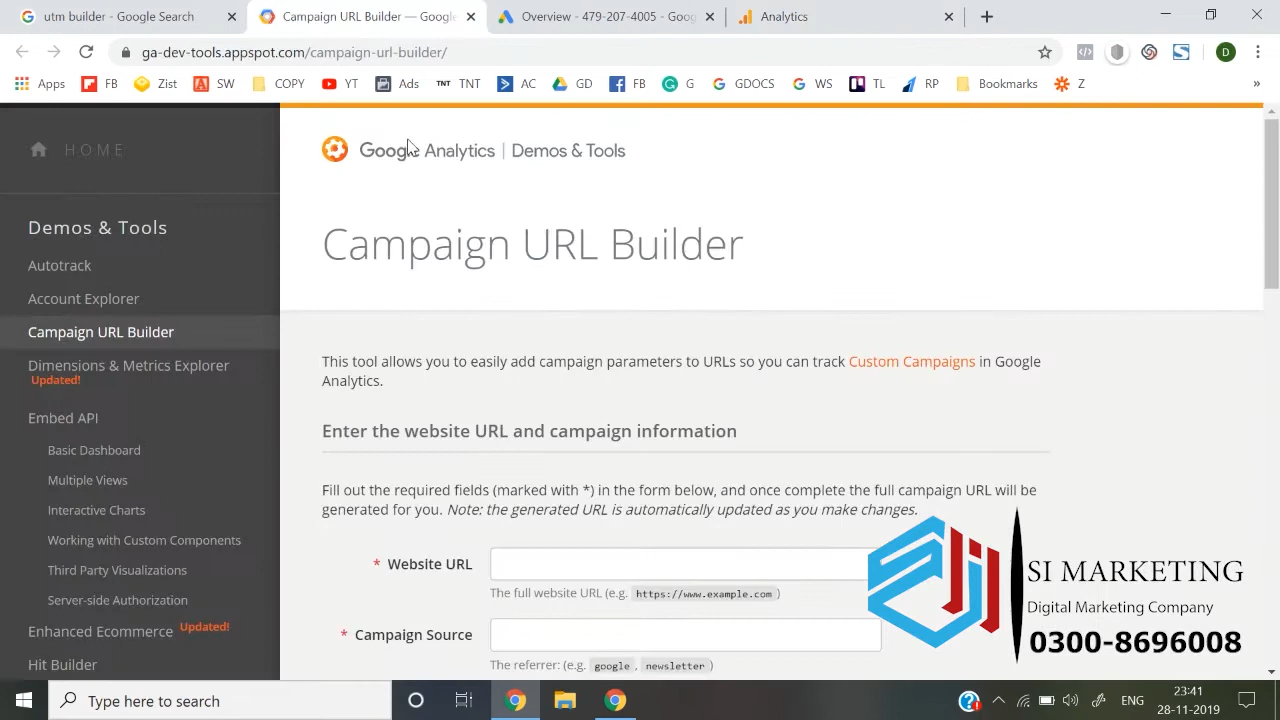 utm builder - Google Search
Campaign URL Builder — Google
Overview - 479-207-4005 - Goog
Analytics
ga-dev-tools.appspot.com/campaign-url-builder/
D
Apps
FB
Zist
SW
COPY
YT
Ads
TNT
TNT
AC
GD
FB
G
GDOCS
WS
TL
RP
Bookmarks
Z
»
HOME
Google Analytics | Demos & Tools
Campaign URL Builder
Demos & Tools
Autotrack
Account Explorer
Campaign URL Builder
Dimensions & Metrics Explorer
Updated!
Embed API
Basic Dashboard
Multiple Views
Interactive Charts
Working with Custom Components
Third Party Visualizations
Server-side Authorization
Enhanced Ecommerce Updated!
Hit Builder
This tool allows you to easily add campaign parameters to URLs so you can track Custom Campaigns in Google
Analytics.
Enter the website URL and campaign information
Fill out the required fields (marked with *) in the form below, and once complete the full campaign URL will be
generated for you. Note: the generated URL is automatically updated as you make changes.
* Website URL
The full website URL (e.g. https://www.example.com )
* Campaign Source
The referrer: (e.g. google , newsletter )
SI MARKETING
Digital Marketing Company
0300-8696008
Type here to search
ENG
23:41
28-11-2019